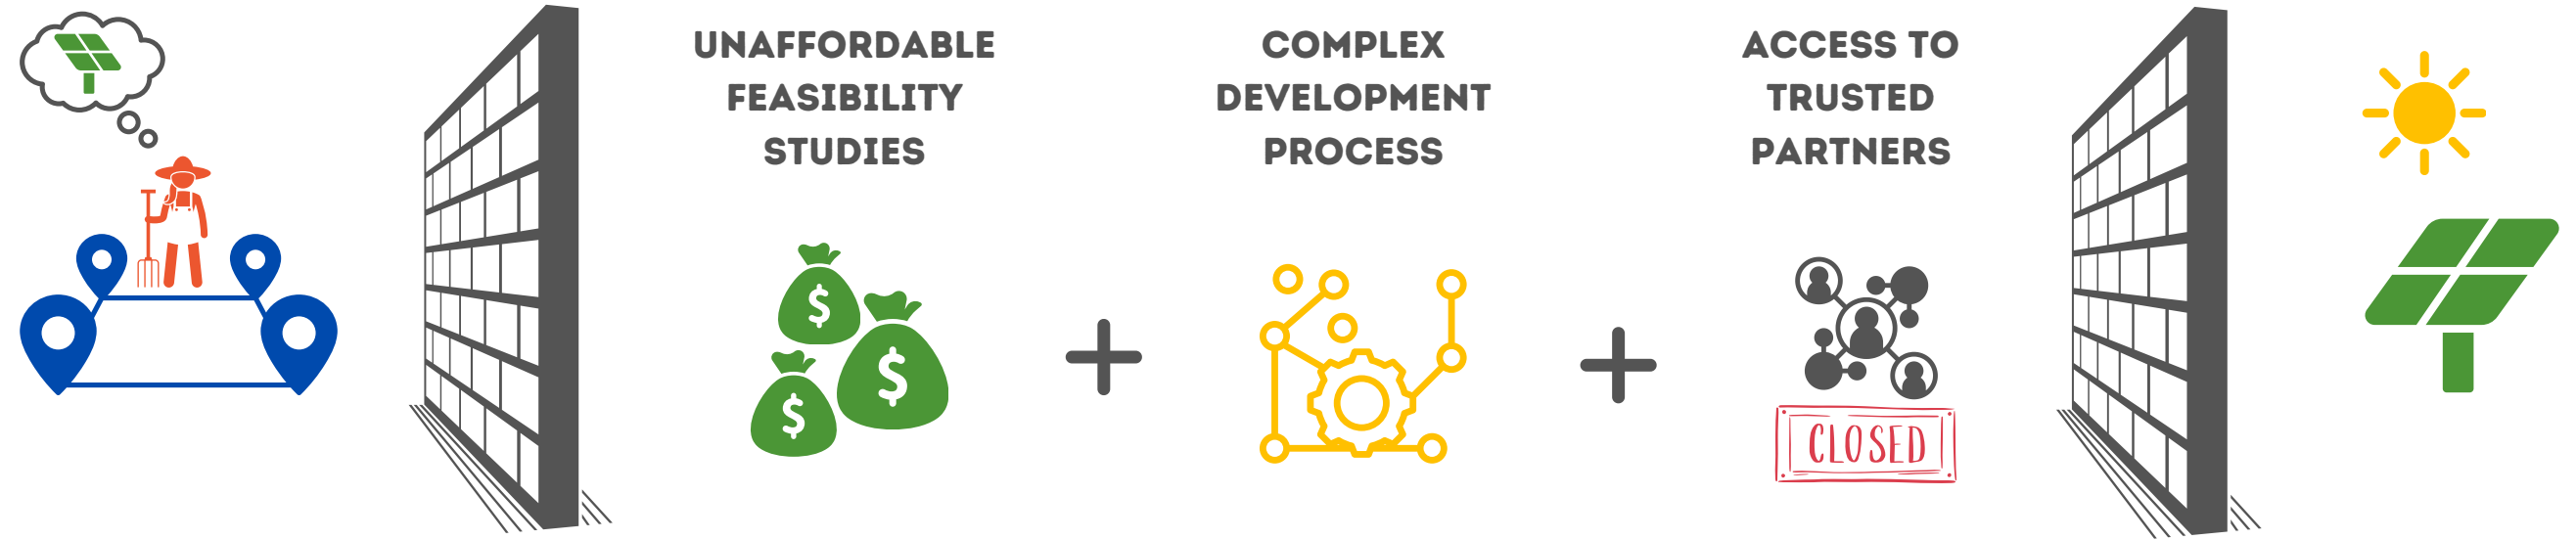 UNAFFORDABLE
FEASIBILITY
STUDIES
$
$
$
COMPLEX
DEVELOPMENT
PROCESS
ACCESS TO
TRUSTED
PARTNERS
CLOSED